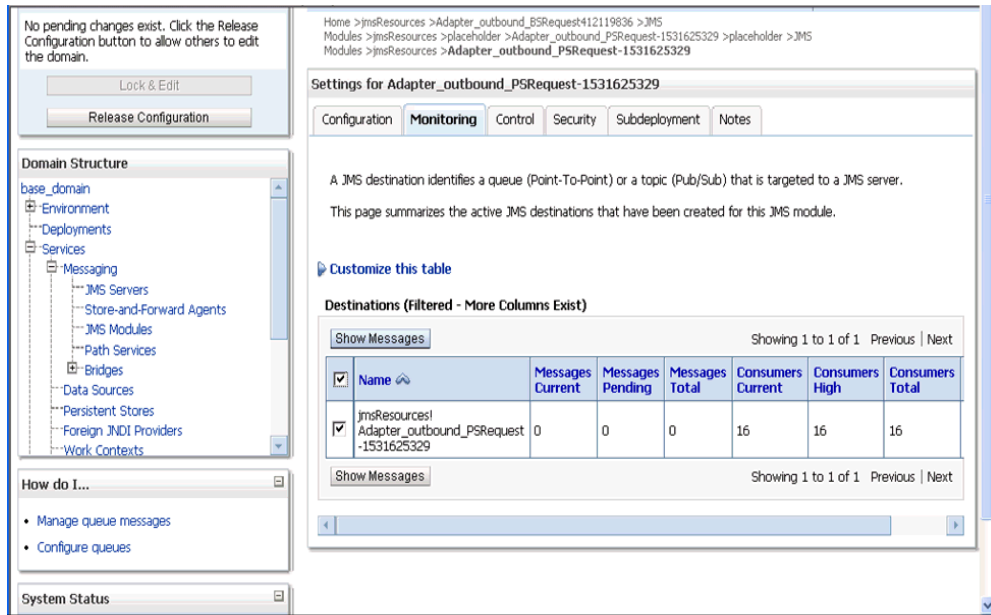 No pending changes exist. Click the Release
Configuration button to allow others to edit
the domain.
Lock & Edit
Release Configuration
Domain Structure
base_domain
Environment
Deployments
Services
Messaging
JMS Servers
Store-and-Forward Agents
JMS Modules
Path Services
Bridges
Data Sources
Persistent Stores
Foreign JNDI Providers
Work Contexts
How do I...
Manage queue messages
Configure queues
System Status
Home >jmsResources >Adapter_outbound_BSRequest412119836 >JMS
Modules >jmsResources >placeholder >Adapter_outbound_PSRequest-1531625329 >placeholder >JMS
Modules >jmsResources >Adapter_outbound_PSRequest-1531625329
Settings for Adapter_outbound_PSRequest-1531625329
Configuration Monitoring Control Security Subdeployment Notes
A JMS destination identifies a queue (Point-To-Point) or a topic (Pub/Sub) that is targeted to a JMS server.
This page summarizes the active JMS destinations that have been created for this JMS module.
Customize this table
Destinations (Filtered - More Columns Exist)
Show Messages Showing 1 to 1 of 1 Previous | Next
Name Messages Current Messages Pending Messages Total Consumers Current Consumers High Consumers Total
jmsResources!
Adapter_outbound_PSRequest 0 0 0 16 16 16
-1531625329
Show Messages Showing 1 to 1 of 1 Previous | Next